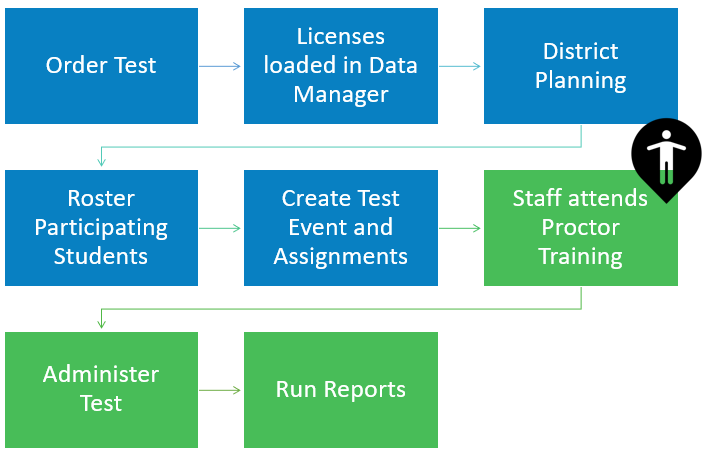 Order Test
Licenses
loaded in Data
Manager
District
Planning
Roster
Participating
Students
Create Test
Event and
Assignments
Staff attends
Proctor
Training
Administer
Test
Run Reports